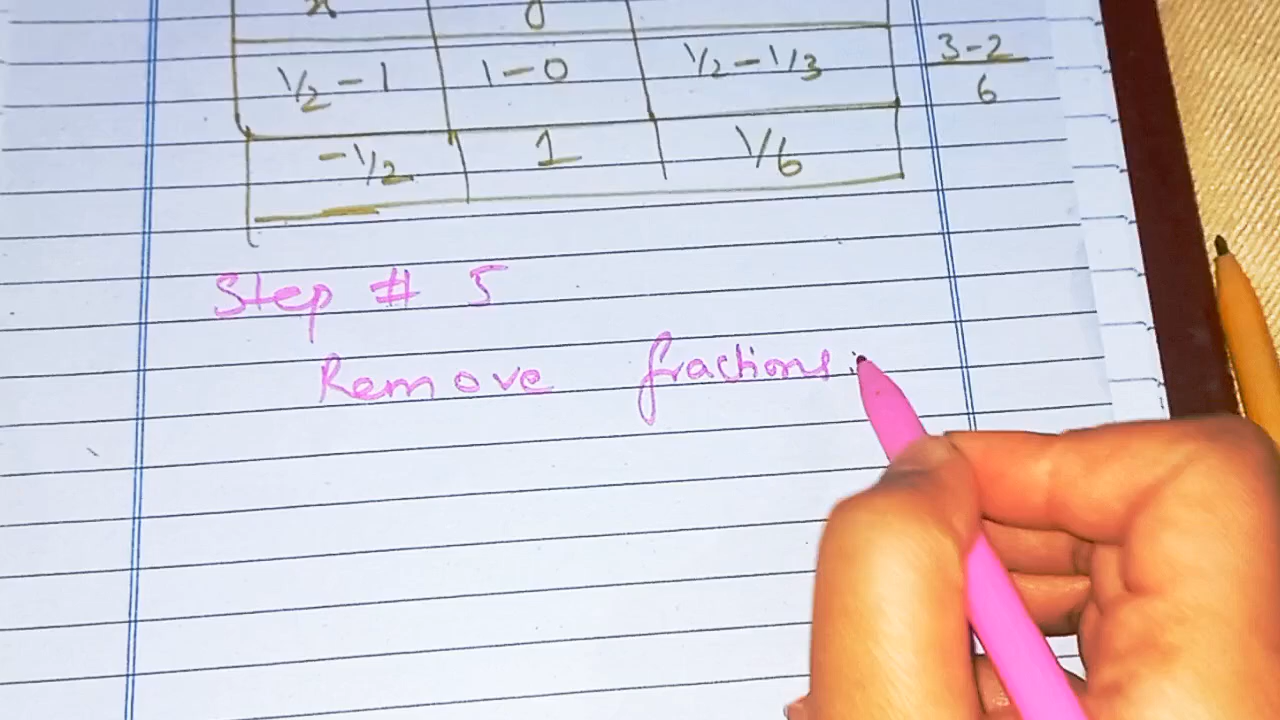 x y
½ - 1 1 - 0 ½ - 1/3 3-2
6
-½ 1 1/6
Step # 5
Remove fractions.